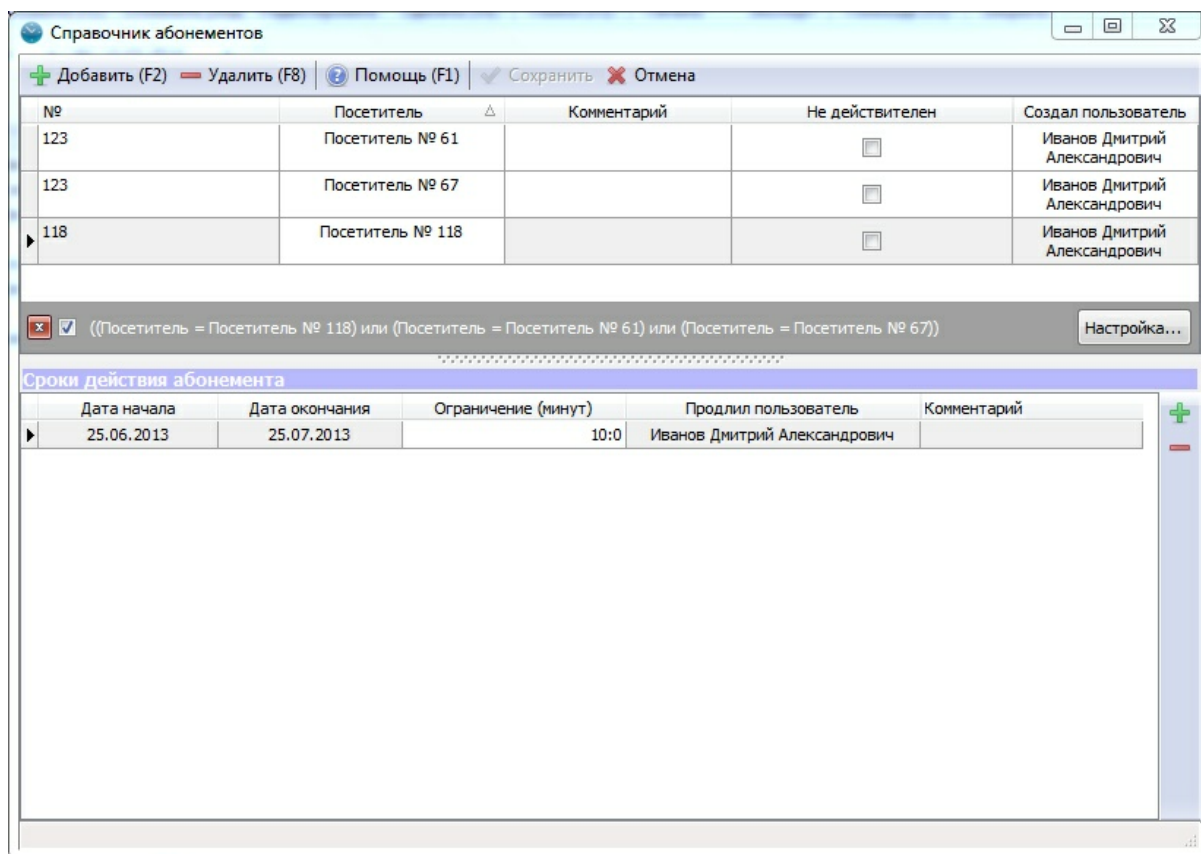 Справочник абонементов
Добавить (F2) Удалить (F8) Помощь (F1) Сохранить Отмена
№ Посетитель Комментарий Не действителен Создал пользователь
123 Посетитель № 61 Иванов Дмитрий
Александрович
123 Посетитель № 67 Иванов Дмитрий
Александрович
118 Посетитель № 118 Иванов Дмитрий
Александрович
((Посетитель = Посетитель № 118) или (Посетитель = Посетитель № 61) или (Посетитель = Посетитель № 67)) Настройка...
Сроки действия абонемента
Дата начала Дата окончания Ограничение (минут) Продлил пользователь Комментарий
25.06.2013 25.07.2013 10:0 Иванов Дмитрий Александрович